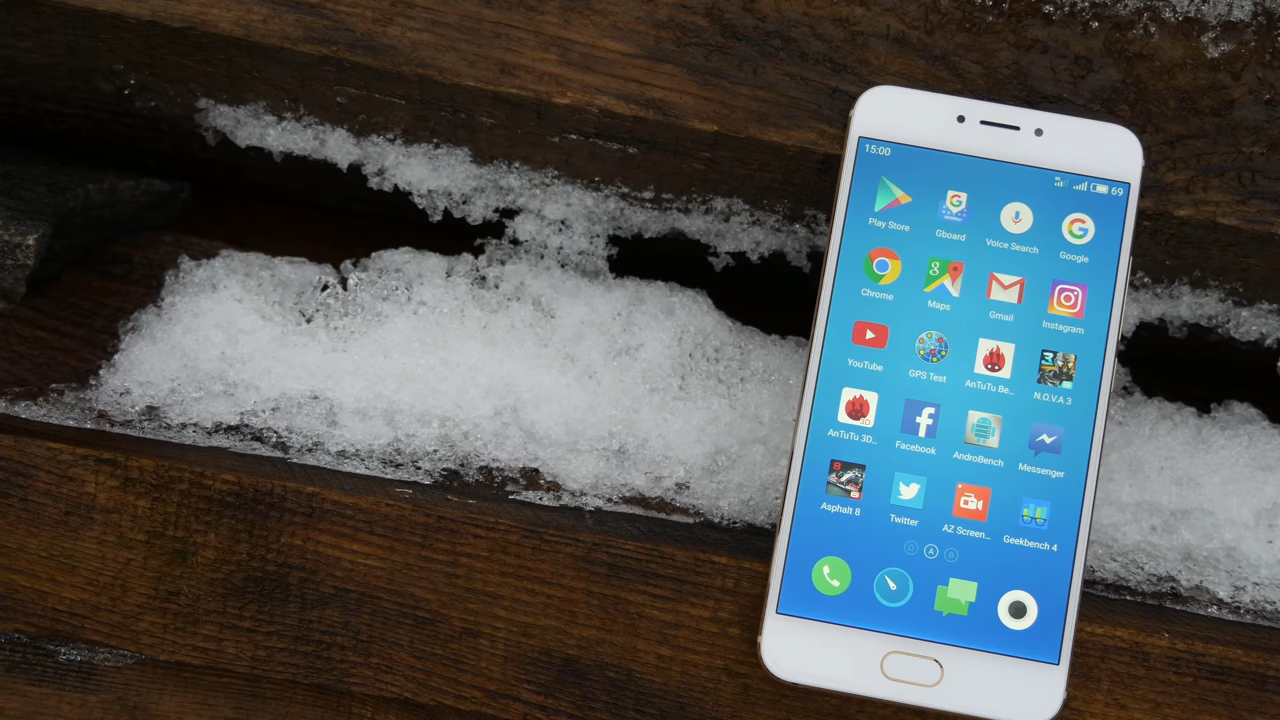 15:00
69
Play Store
Gboard
Voice Search
Google
Chrome
Maps
Gmail
Instagram
YouTube
GPS Test
AnTuTu Be...
N.O.V.A 3
AnTuTu 3D...
Facebook
AndroBench
Messenger
Asphalt 8
Twitter
AZ Screen...
Geekbench 4
A
B